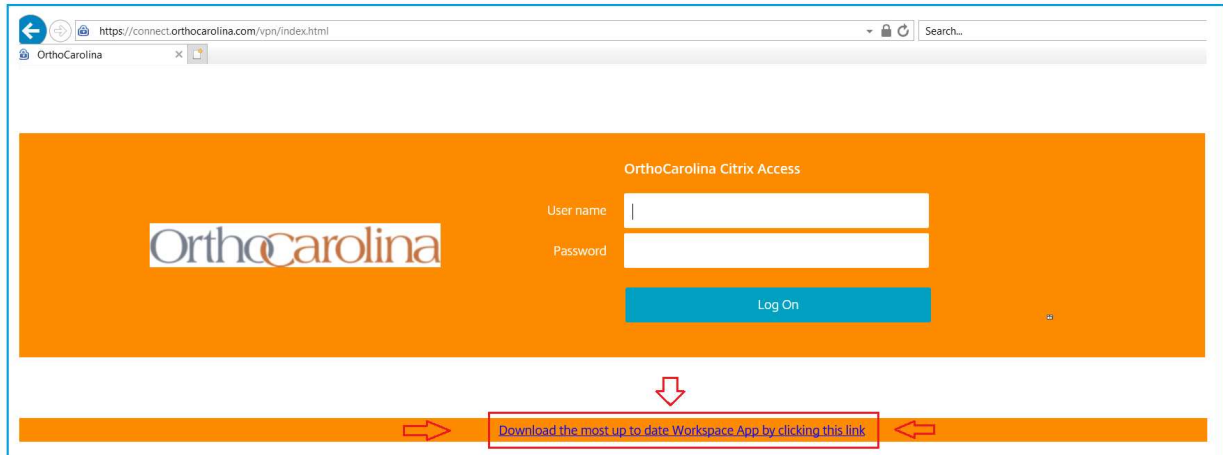 https://connect.orthocarolina.com/vpn/index.html
Search...
OrthoCarolina
OrthoCarolina Citrix Access
User name
OrthoCarolina
Password
Log On
Download the most up to date Workspace App by clicking this link